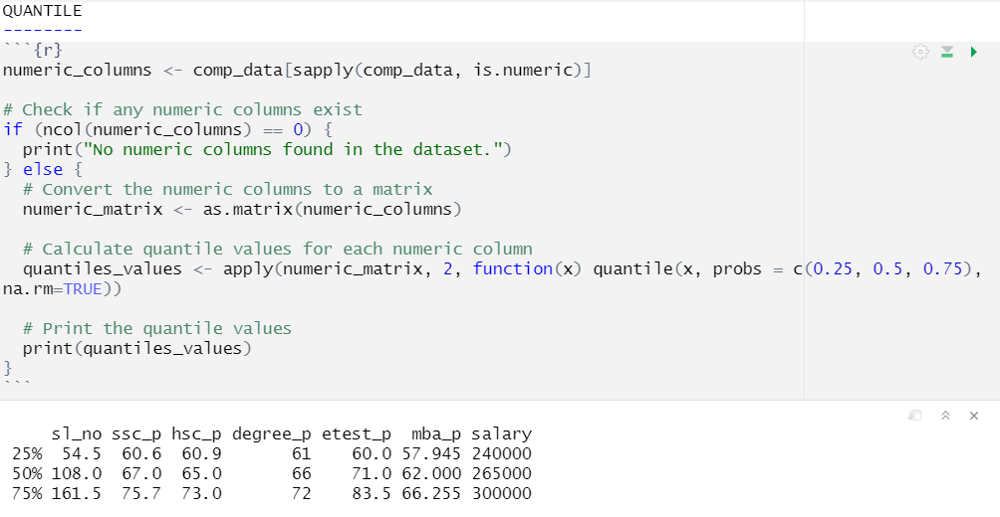 QUANTILE
--------
```{r}
numeric_columns <- comp_data[sapply(comp_data, is.numeric)]

# Check if any numeric columns exist
if (ncol(numeric_columns) == 0) {
  print("No numeric columns found in the dataset.")
} else {
  # Convert the numeric columns to a matrix
  numeric_matrix <- as.matrix(numeric_columns)

  # Calculate quantile values for each numeric column
  quantiles_values <- apply(numeric_matrix, 2, function(x) quantile(x, probs = c(0.25, 0.5, 0.75),
na.rm=TRUE))

  # Print the quantile values
  print(quantiles_values)
}
```
    sl_no ssc_p hsc_p degree_p etest_p  mba_p salary
25%  54.5  60.6  60.9       61    60.0 57.945 240000
50% 108.0  67.0  65.0       66    71.0 62.000 265000
75% 161.5  75.7  73.0       72    83.5 66.255 300000